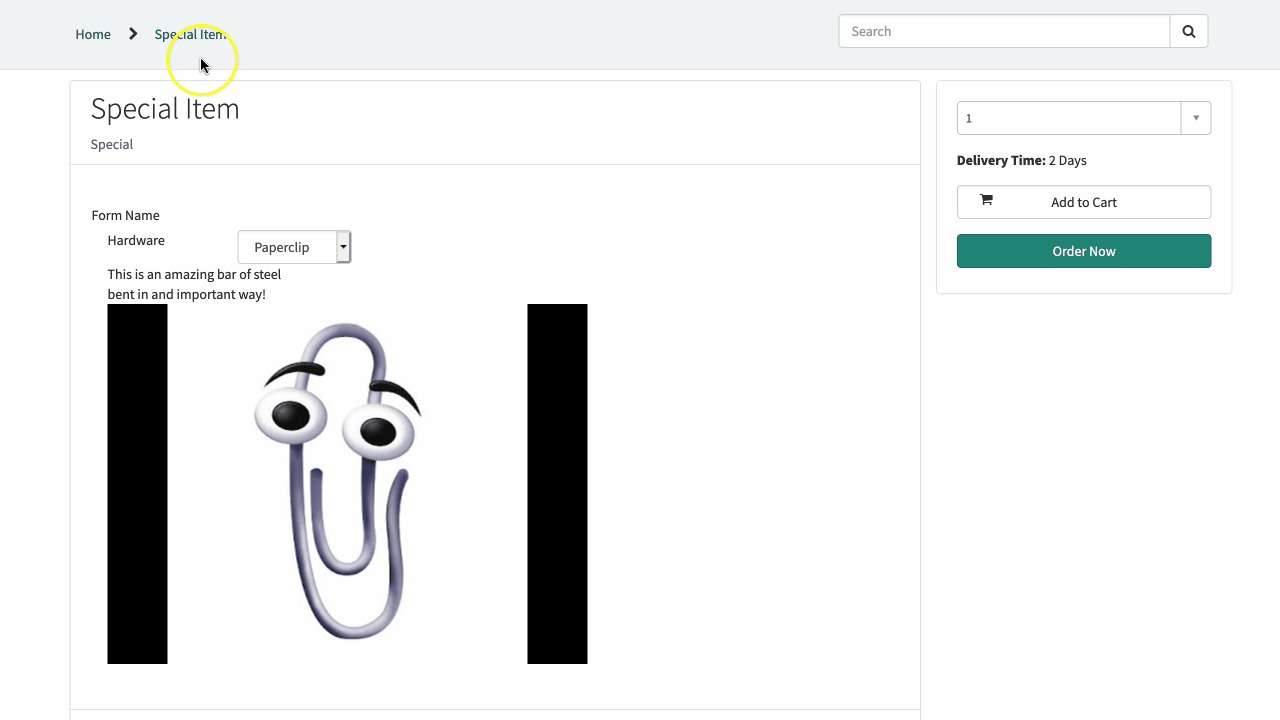 Home
Special Item
Search
Special Item
Special
1
Delivery Time: 2 Days
Add to Cart
Order Now
Form Name
Hardware
Paperclip
This is an amazing bar of steel
bent in and important way!